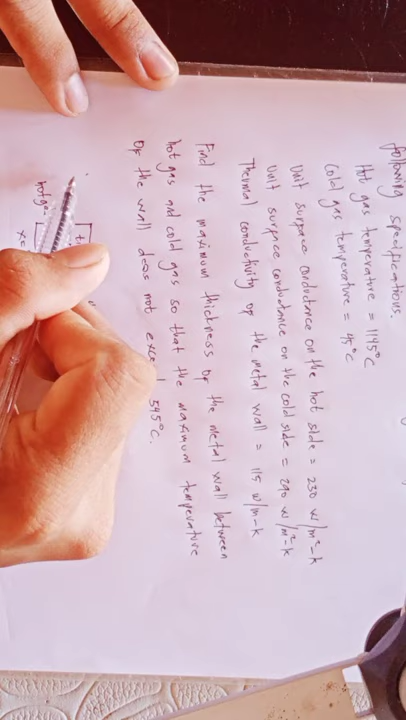 following specifications.
Hot gas temperature = 1145°C
Cold gas temperature = 45°C
Unit surface conductance on the hot side = 230 W/m²-K
Unit surface conductance on the cold side = 290 W/m²-K
Thermal conductivity of the metal wall = 115 W/m-K
Find the maximum thickness of the metal wall between
hot gas and cold gas so that the maximum temperature
of the wall does not exceed 545°C.
hot gas